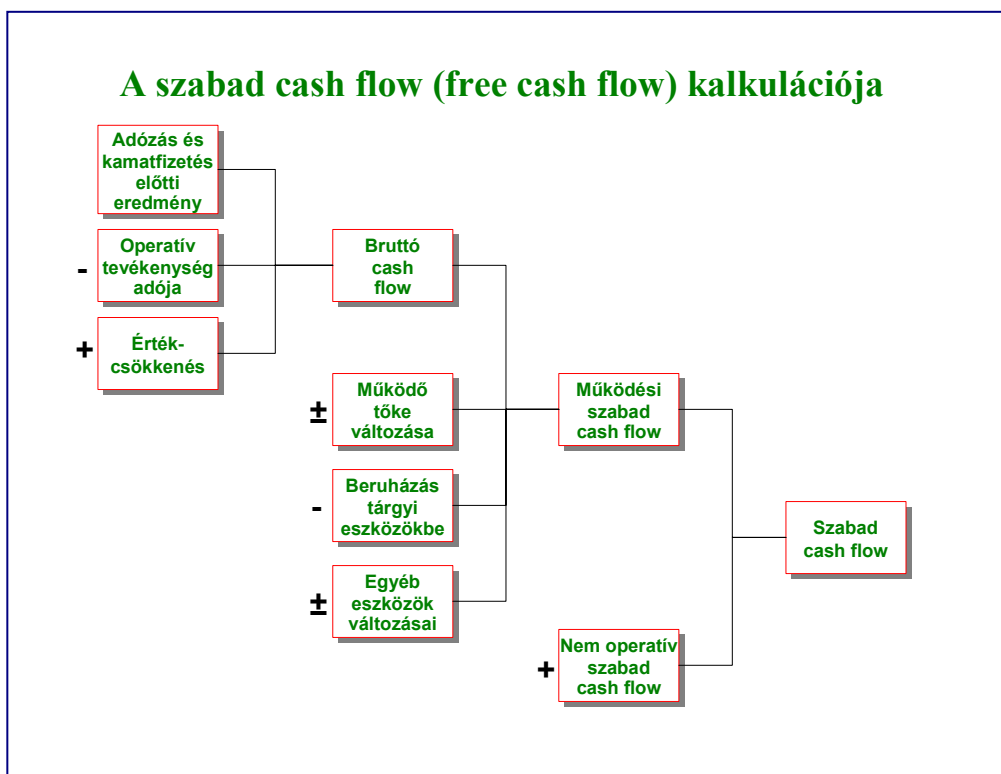 A szabad cash flow (free cash flow) kalkulációja
Adózás és
kamatfizetés
előtti
eredmény
-
Operatív
tevékenység
adója
+
Érték-
csökkenés
Bruttó
cash
flow
±
Működő
tőke
változása
-
Beruházás
tárgyi
eszközökbe
±
Egyéb
eszközök
változásai
Működési
szabad
cash flow
+
Nem operatív
szabad
cash flow
Szabad
cash flow